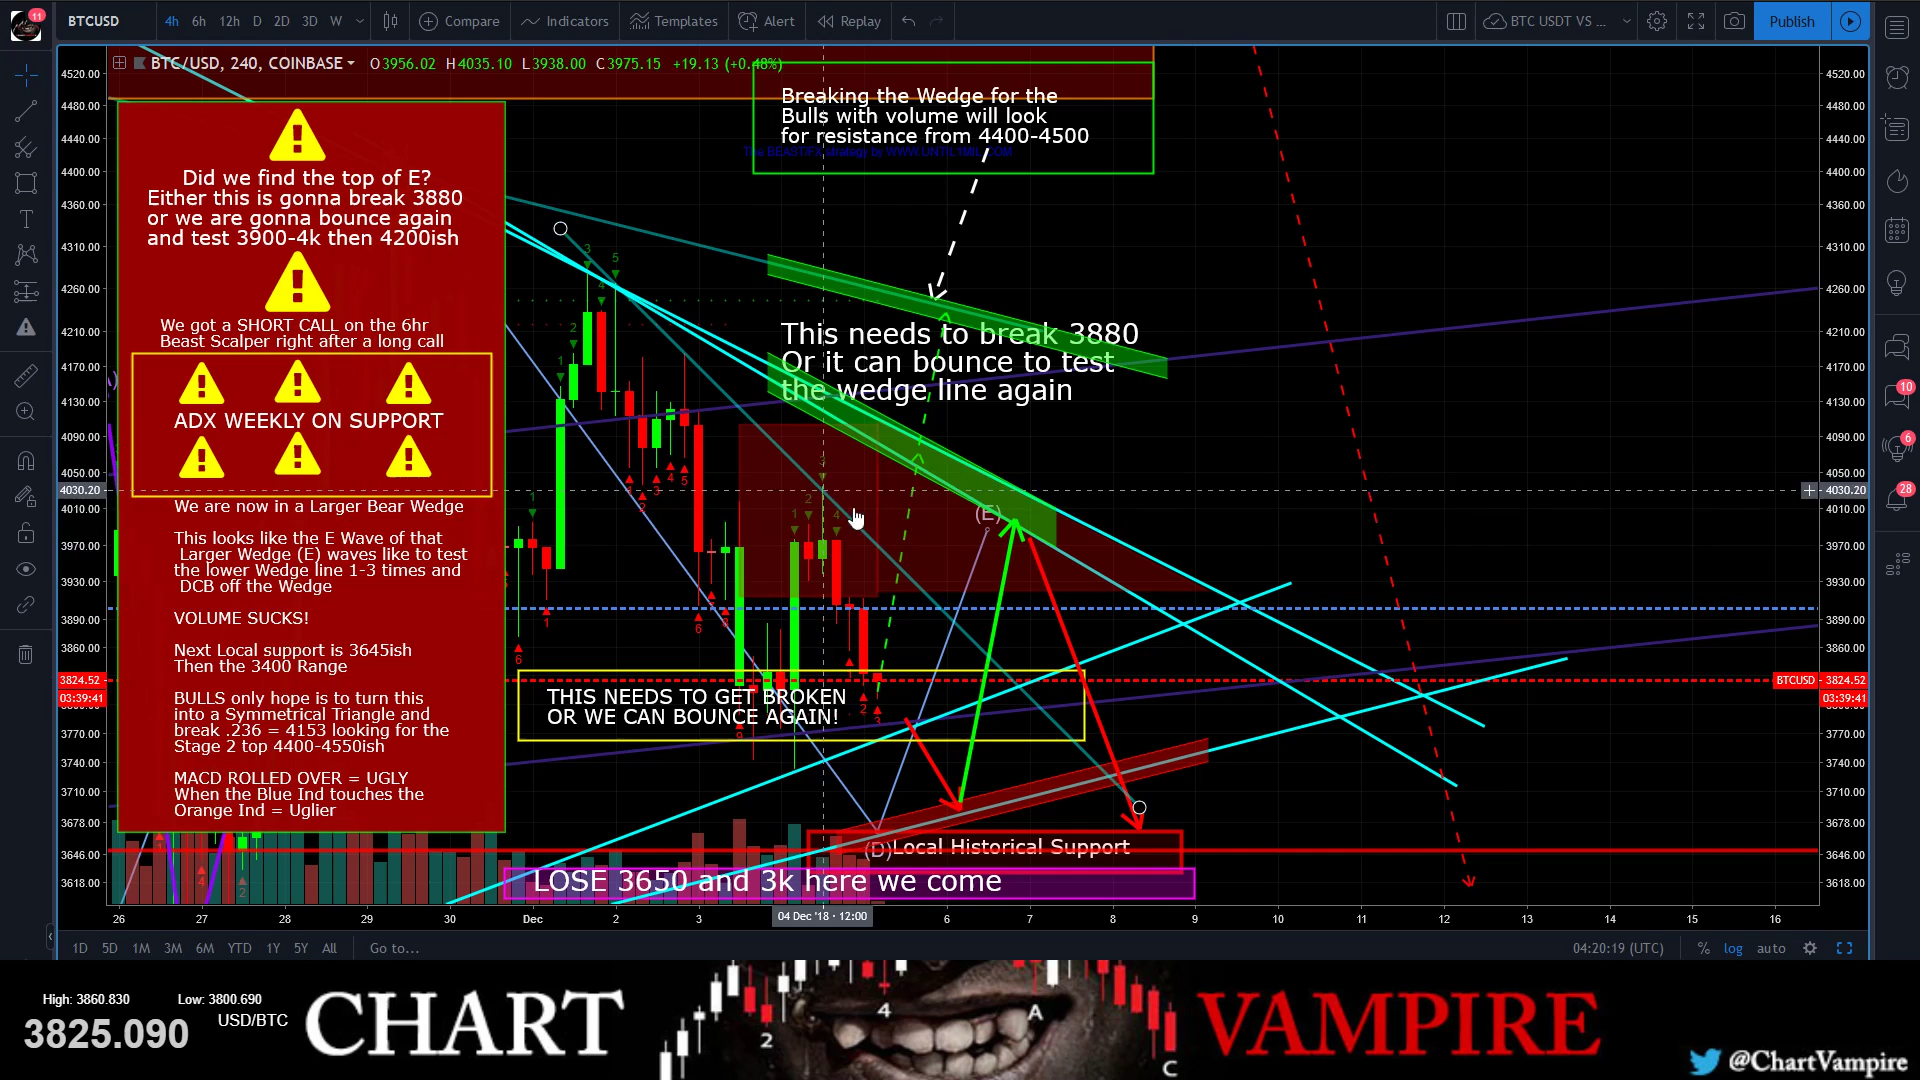 11
BTCUSD
4h 6h 12h D 2D 3D W
Compare
Indicators
Templates
Alert
Replay
BTC USDT VS ...
Publish
BTC/USD, 240, COINBASE
O3956.02 H4035.10 L3938.00 C3975.15 +19.13 (+0.48%)
Breaking the Wedge for the
Bulls with volume will look
for resistance from 4400-4500
Did we find the top of E?
Either this is gonna break 3880
or we are gonna bounce again
and test 3900-4k then 4200ish
We got a SHORT CALL on the 6hr
Beast Scalper right after a long call
ADX WEEKLY ON SUPPORT
We are now in a Larger Bear Wedge
This looks like the E Wave of that
Larger Wedge (E) waves like to test
the lower Wedge line 1-3 times and
DCB off the Wedge
VOLUME SUCKS!
Next Local support is 3645ish
Then the 3400 Range
BULLS only hope is to turn this
into a Symmetrical Triangle and
break .236 = 4153 looking for the
Stage 2 top 4400-4550ish
MACD ROLLED OVER = UGLY
When the Blue Ind touches the
Orange Ind = Uglier
This needs to break 3880
Or it can bounce to test
the wedge line again
(E)
THIS NEEDS TO GET BROKEN
OR WE CAN BOUNCE AGAIN!
(D)Local Historical Support
LOSE 3650 and 3k here we come
4520.00
4480.00
4440.00
4400.00
4360.00
4310.00
4260.00
4210.00
4170.00
4130.00
4090.00
4050.00
4030.20
4010.00
3970.00
3930.00
3890.00
3860.00
BTCUSD 3824.52
03:39:41
3770.00
3740.00
3710.00
3678.00
3646.00
3618.00
10
6
28
26 27 28 29 30 Dec 2 3 04 Dec '18 - 12:00 6 7 8 9 10 11 12 13 14 15 16
1D 5D 1M 3M 6M YTD 1Y 5Y All Go to...
04:20:19 (UTC) % log auto
High: 3860.830 Low: 3800.690
3825.090 USD/BTC
CHART VAMPIRE
2
4
A
C
@ChartVampire